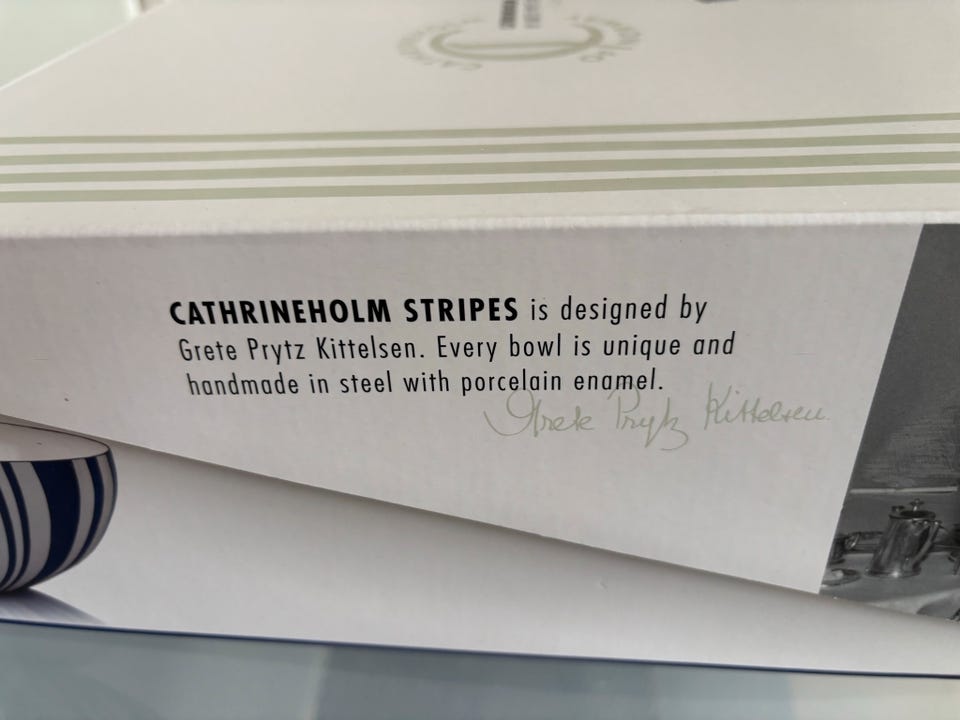 CATHRINEHOLM STRIPES is designed by
Grete Prytz Kittelsen. Every bowl is unique and
handmade in steel with porcelain enamel.
Grete Prytz Kittelsen